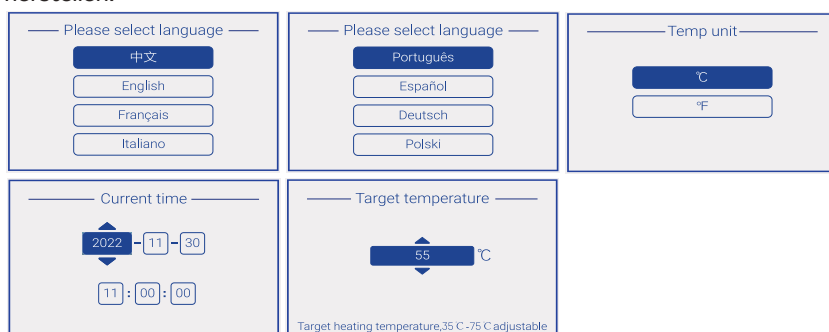 herstellen.
Please select language
中文
English
Français
Italiano
Please select language
Português
Español
Deutsch
Polski
Temp unit
℃
℉
Current time
2022 - 11 - 30
11 : 00 : 00
Target temperature
55 ℃
Target heating temperature,35 C -75 C adjustable